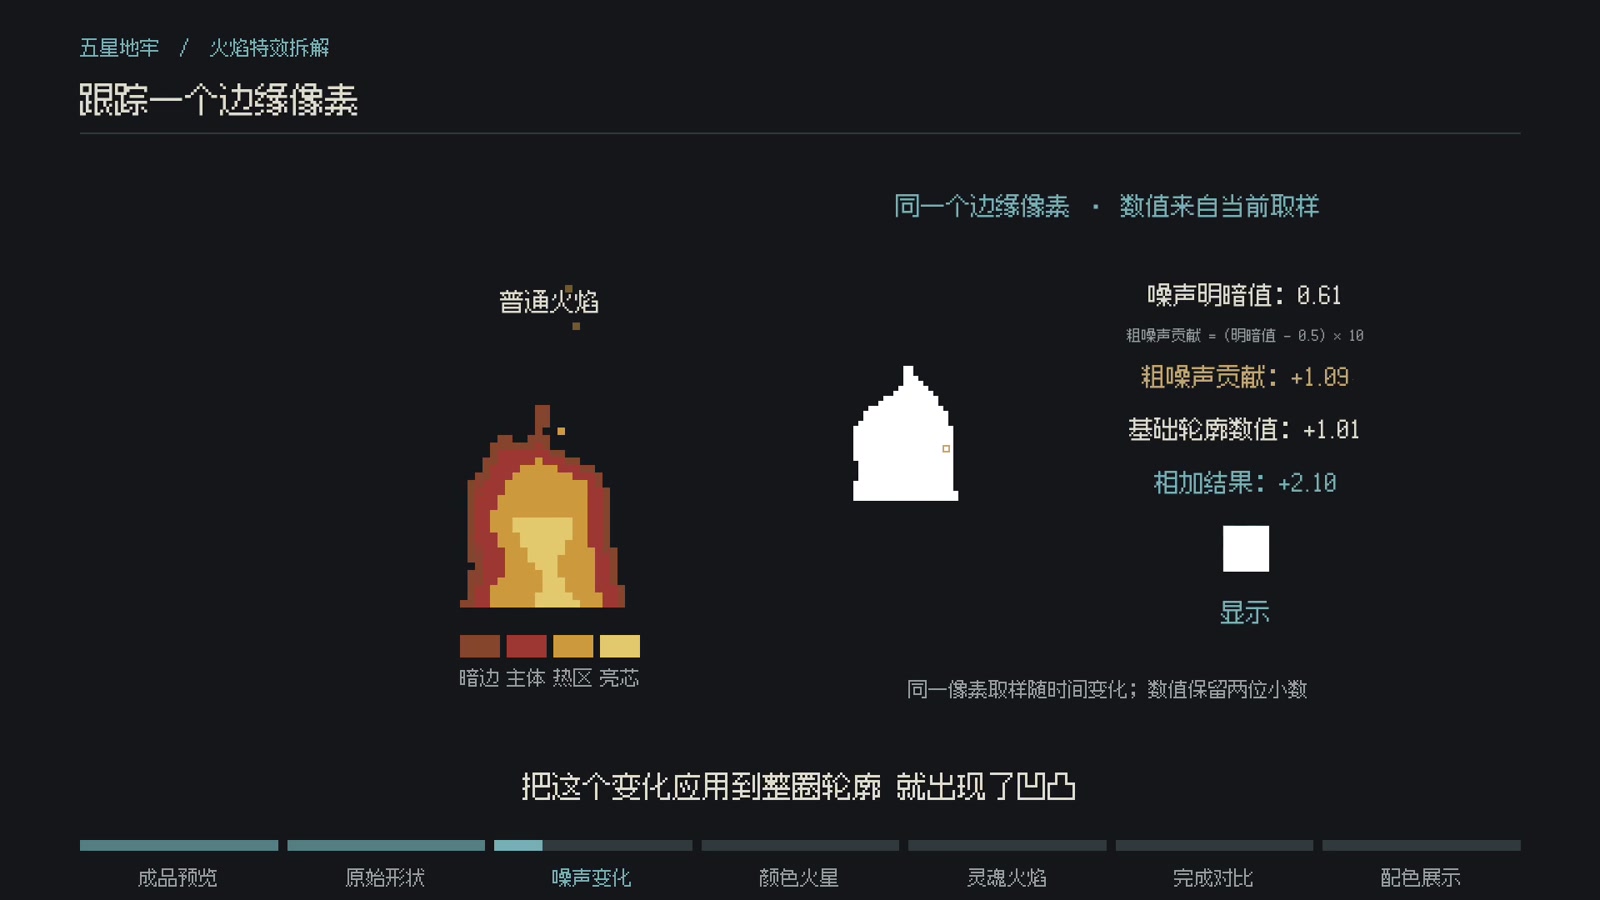 五星地牢 / 火焰特效拆解
跟踪一个边缘像素
同一个边缘像素 · 数值来自当前取样
普通火焰
噪声明暗值：0.61
粗噪声贡献 =（明暗值 - 0.5）× 10
粗噪声贡献：+1.09
基础轮廓数值：+1.01
相加结果：+2.10
显示
暗边 主体 热区 亮芯
同一像素取样随时间变化；数值保留两位小数
把这个变化应用到整圈轮廓 就出现了凹凸
成品预览 原始形状 噪声变化 颜色火星 灵魂火焰 完成对比 配色展示